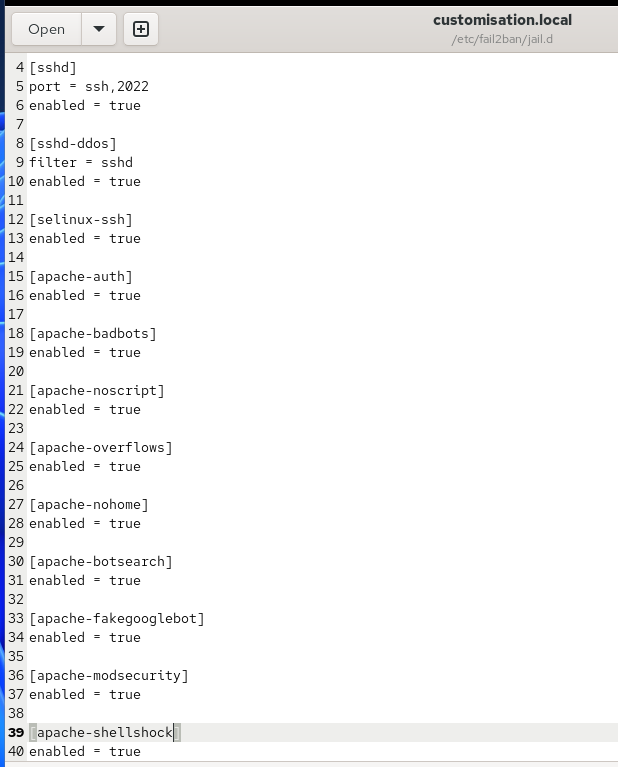 Open
customisation.local
/etc/fail2ban/jail.d
4 [sshd]
5 port = ssh,2022
6 enabled = true
7
8 [sshd-ddos]
9 filter = sshd
10 enabled = true
11
12 [selinux-ssh]
13 enabled = true
14
15 [apache-auth]
16 enabled = true
17
18 [apache-badbots]
19 enabled = true
20
21 [apache-noscript]
22 enabled = true
23
24 [apache-overflows]
25 enabled = true
26
27 [apache-nohome]
28 enabled = true
29
30 [apache-botsearch]
31 enabled = true
32
33 [apache-fakegooglebot]
34 enabled = true
35
36 [apache-modsecurity]
37 enabled = true
38
39 [apache-shellshock]
40 enabled = true